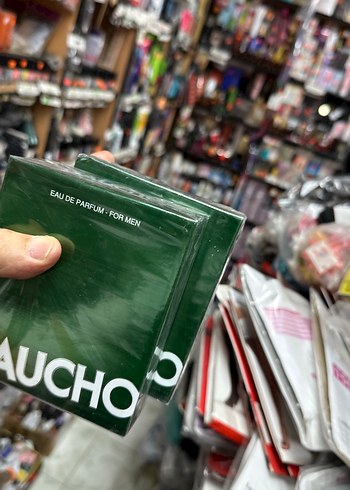 EAU DE PARFUM - FOR MEN
AUCHO
O